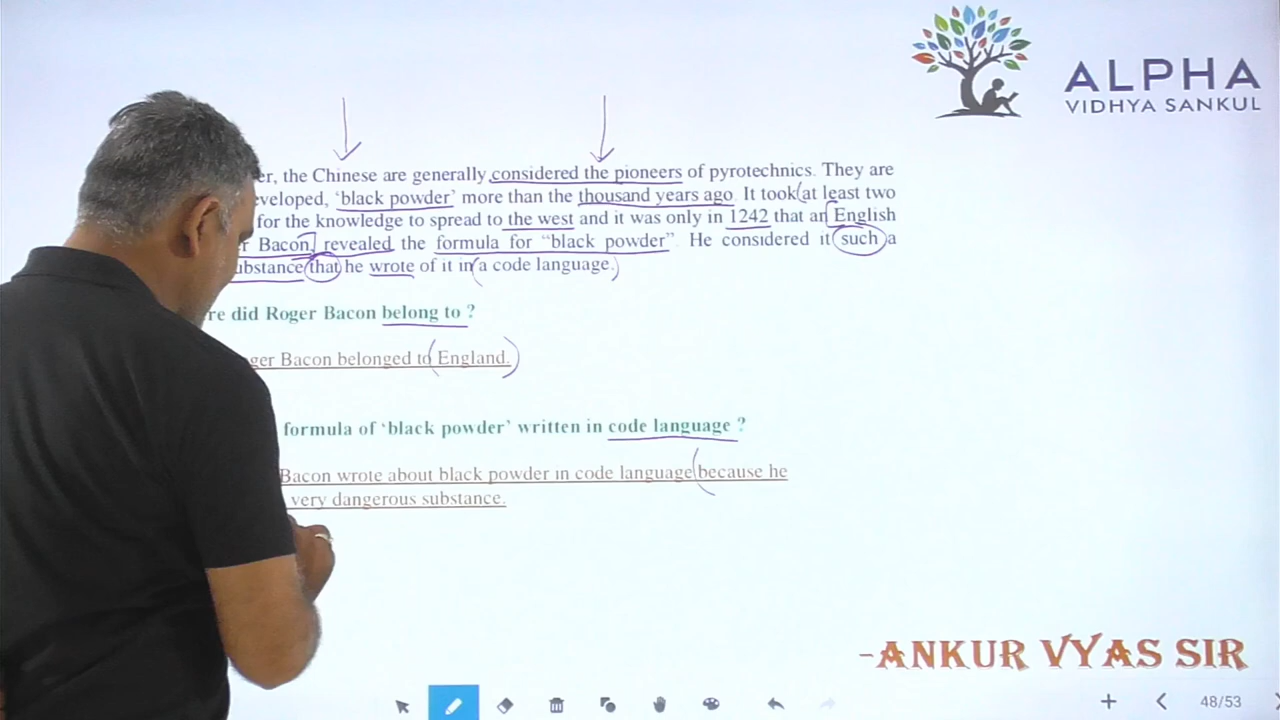 ALPHA
VIDHYA SANKUL
er, the Chinese are generally considered the pioneers of pyrotechnics. They are
veloped, ‘black powder’ more than the thousand years ago. It took at least two
for the knowledge to spread to the west and it was only in 1242 that an English
r Bacon, revealed the formula for “black powder”. He considered it such a
ubstance that he wrote of it in a code language.
re did Roger Bacon belong to ?
ger Bacon belonged to England.
formula of ‘black powder’ written in code language ?
Bacon wrote about black powder in code language because he
very dangerous substance.
-ANKUR VYAS SIR
48/53